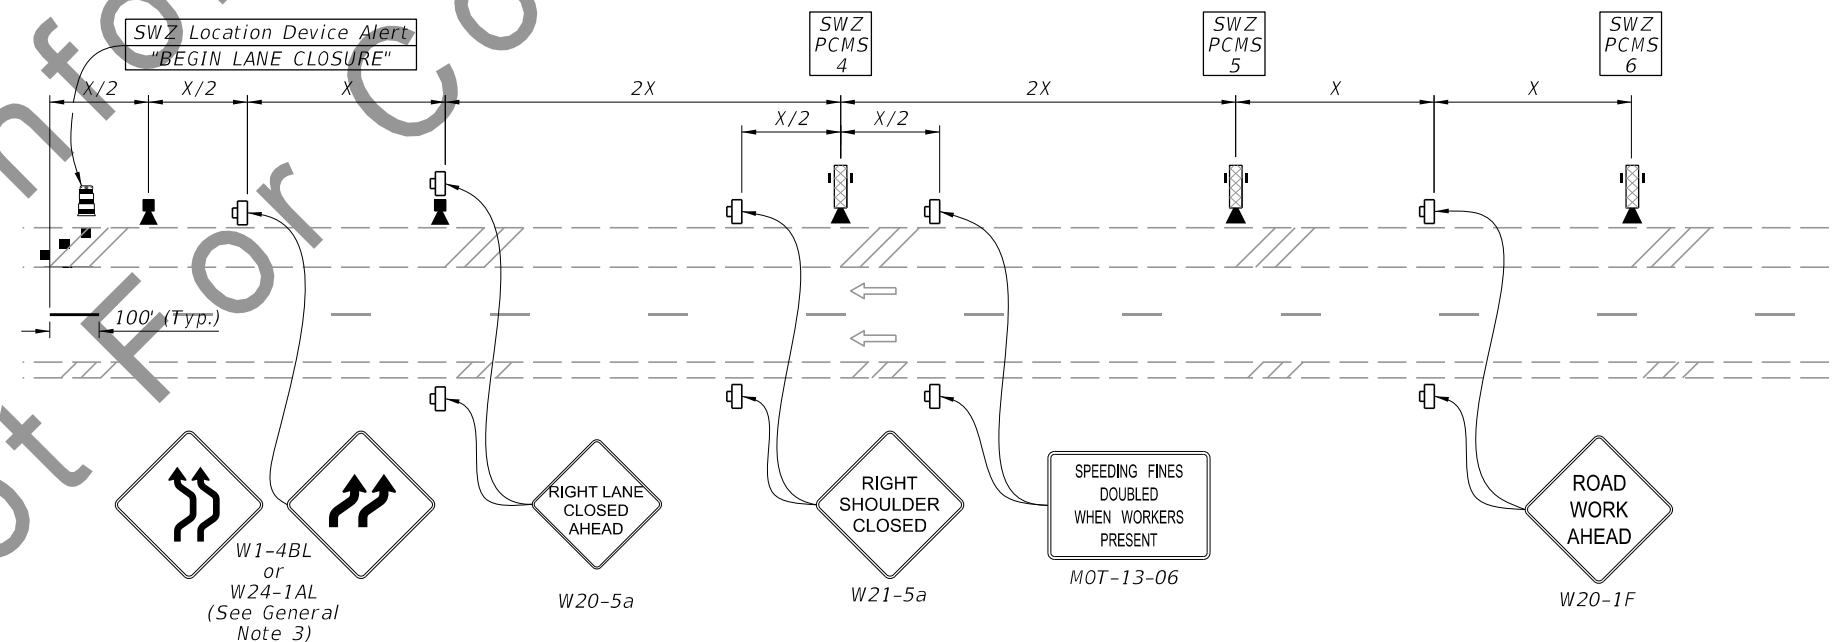 SWZ Location Device Alert
"BEGIN LANE CLOSURE"
SWZ
PCMS
4
SWZ
PCMS
5
SWZ
PCMS
6
X/2
X/2
X
2X
2X
X
X
X/2
X/2
100' (Typ.)
W1-4BL
or
W24-1AL
(See General
Note 3)
RIGHT LANE
CLOSED
AHEAD
W20-5a
RIGHT
SHOULDER
CLOSED
W21-5a
SPEEDING FINES
DOUBLED
WHEN WORKERS
PRESENT
MOT-13-06
ROAD
WORK
AHEAD
W20-1F
For Co